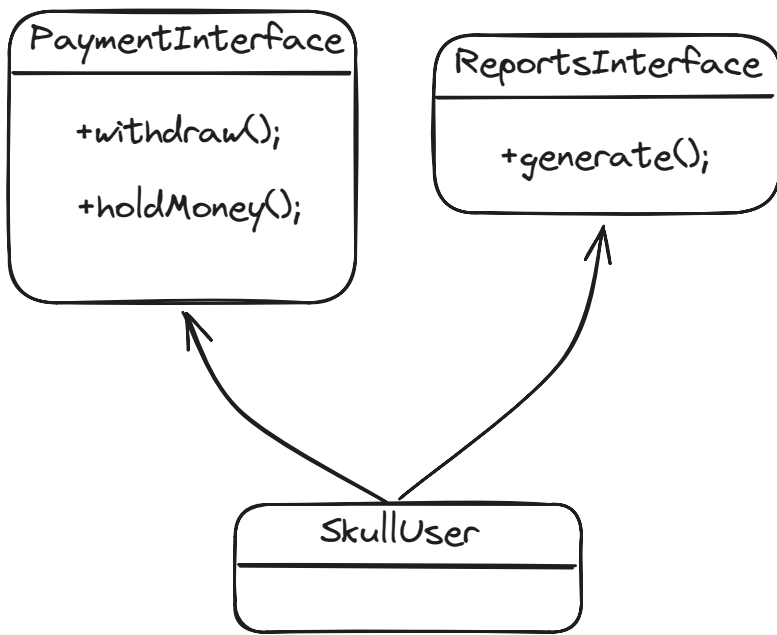 PaymentInterface
+withdraw();
+holdMoney();
ReportsInterface
+generate();
SkullUser